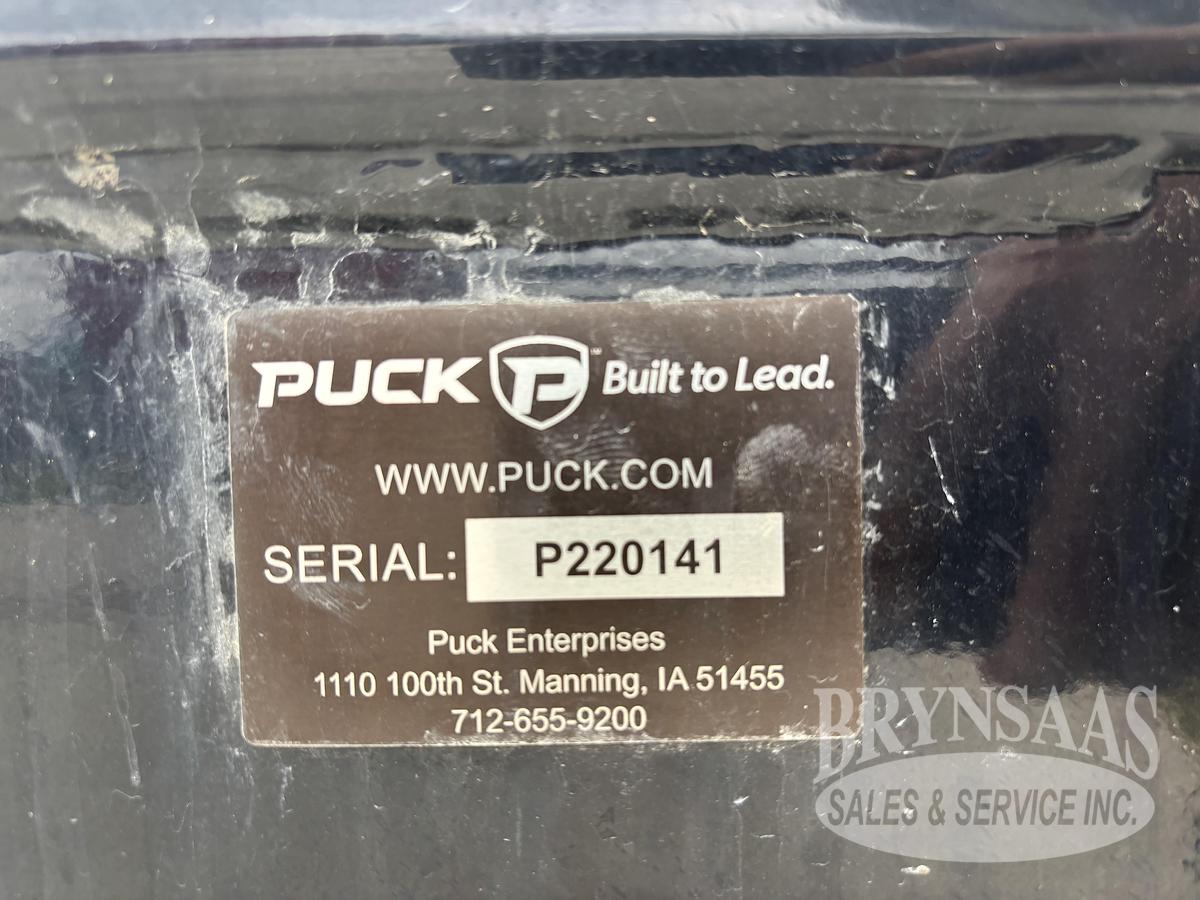 PUCK P ™ Built to Lead.
WWW.PUCK.COM
SERIAL: P220141
Puck Enterprises
1110 100th St. Manning, IA 51455
712-655-9200
BRYNSAAS
SALES & SERVICE INC.